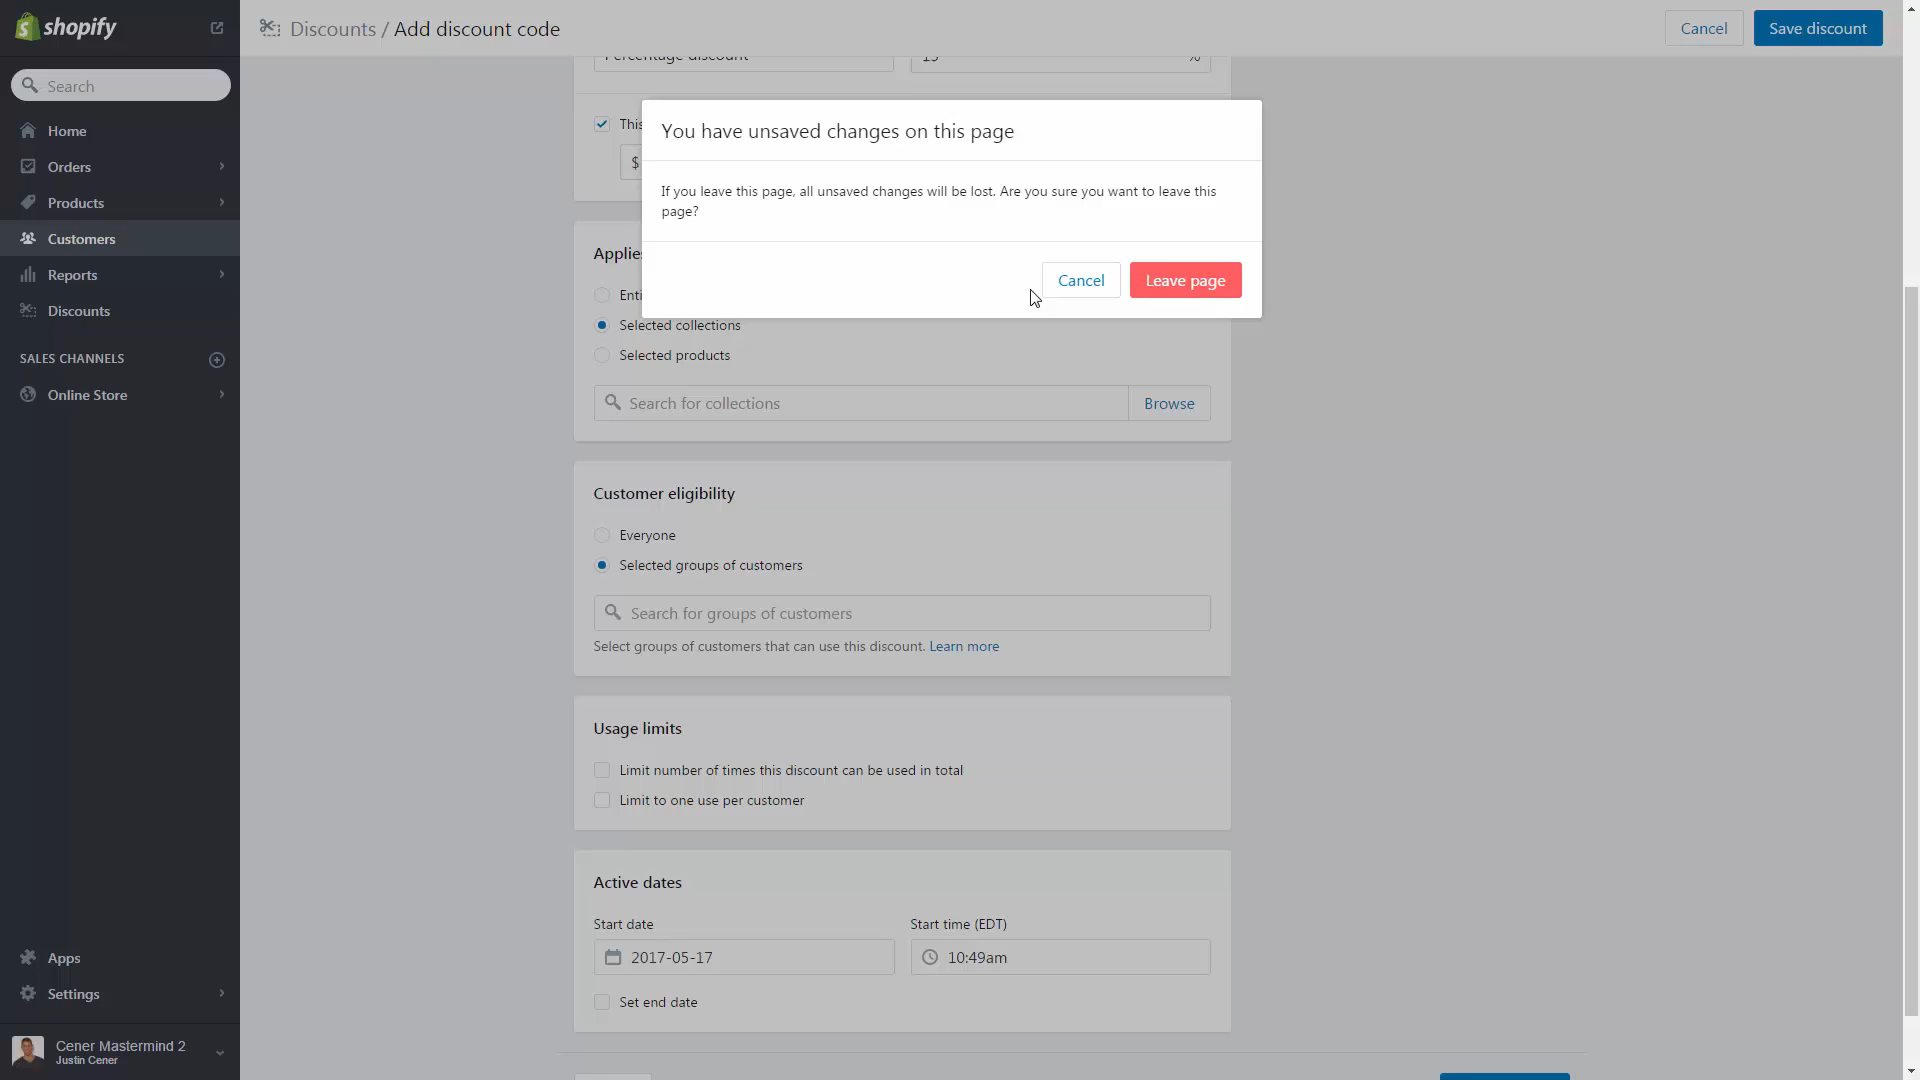 shopify
Discounts / Add discount code
Cancel
Save discount
Search
Home
Orders
Products
Customers
Reports
Discounts
SALES CHANNELS
Online Store
Apps
Settings
Cener Mastermind 2
Justin Cener
Percentage discount
15
%
This
$
You have unsaved changes on this page
If you leave this page, all unsaved changes will be lost. Are you sure you want to leave this
page?
Cancel
Leave page
Applies
Enti
Selected collections
Selected products
Search for collections
Browse
Customer eligibility
Everyone
Selected groups of customers
Search for groups of customers
Select groups of customers that can use this discount. Learn more
Usage limits
Limit number of times this discount can be used in total
Limit to one use per customer
Active dates
Start date
Start time (EDT)
2017-05-17
10:49am
Set end date